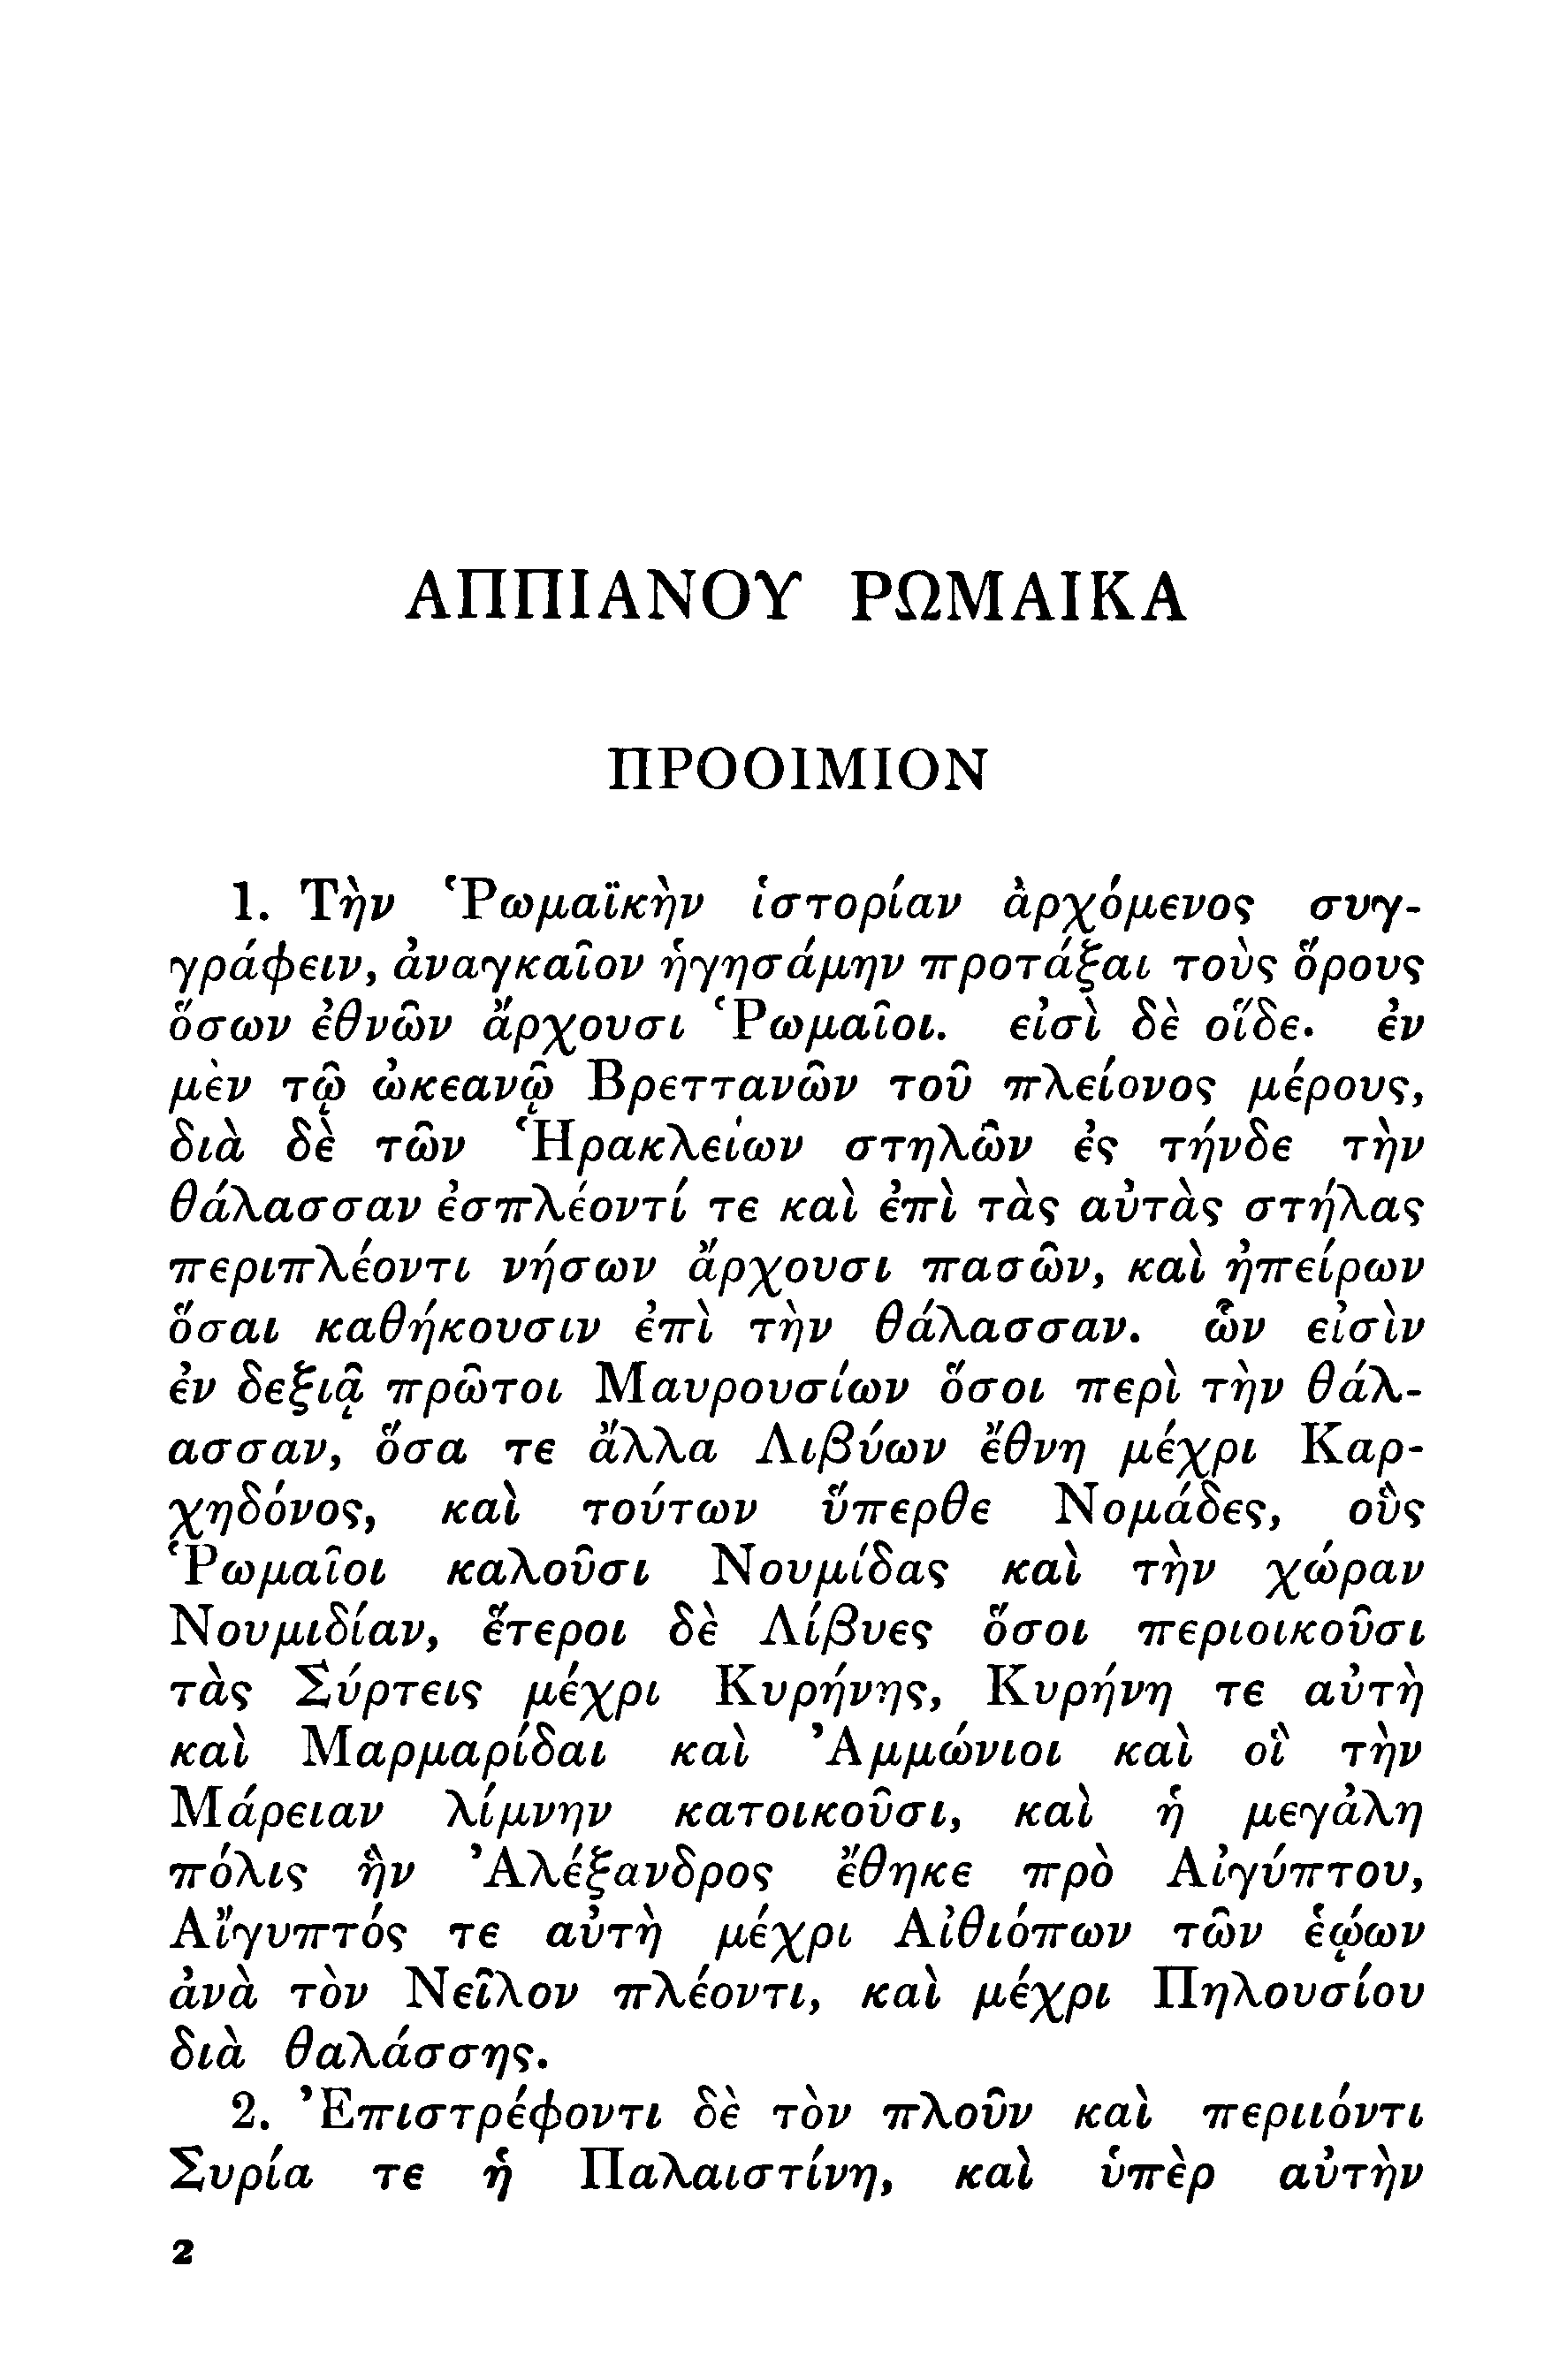 ΑΠΠΙΑΝΟΥ ΡΩΜΑΙΚΑ
ΠΡΟΟΙΜΙΟΝ
1. Τὴν Ῥωμαϊκὴν ἱστορίαν ἀρχόμενος συγ-
γράφειν, ἀναγκαῖον ἡγησάμην προτάξαι τοὺς ὅρους
ὅσων ἐθνῶν ἄρχουσι Ῥωμαῖοι. εἰσὶ δὲ οἵδε· ἐν
μὲν τῷ ὠκεανῷ Βρεττανῶν τοῦ πλείονος μέρους,
διὰ δὲ τῶν Ἡρακλείων στηλῶν ἐς τήνδε τὴν
θάλασσαν ἐσπλέοντί τε καὶ ἐπὶ τὰς αὐτὰς στήλας
περιπλέοντι νήσων ἄρχουσι πασῶν, καὶ ἠπείρων
ὅσαι καθήκουσιν ἐπὶ τὴν θάλασσαν. ὧν εἰσὶν
ἐν δεξιᾷ πρῶτοι Μαυρουσίων ὅσοι περὶ τὴν θάλ-
ασσαν, ὅσα τε ἄλλα Λιβύων ἔθνη μέχρι Καρ-
χηδόνος, καὶ τούτων ὕπερθε Νομάδες, οὓς
Ῥωμαῖοι καλοῦσι Νουμίδας καὶ τὴν χώραν
Νουμιδίαν, ἕτεροι δὲ Λίβυες ὅσοι περιοικοῦσι
τὰς Σύρτεις μέχρι Κυρήνης, Κυρήνη τε αὐτὴ
καὶ Μαρμαρίδαι καὶ Ἀμμώνιοι καὶ οἳ τὴν
Μάρειαν λίμνην κατοικοῦσι, καὶ ἡ μεγάλη
πόλις ἣν Ἀλέξανδρος ἔθηκε πρὸ Αἰγύπτου,
Αἴγυπτός τε αὐτὴ μέχρι Αἰθιόπων τῶν ἑῴων
ἀνὰ τὸν Νεῖλον πλέοντι, καὶ μέχρι Πηλουσίου
διὰ θαλάσσης.
2. Ἐπιστρέφοντι δὲ τὸν πλοῦν καὶ περιιόντι
Συρία τε ἡ Παλαιστίνη, καὶ ὑπὲρ αὐτὴν
2